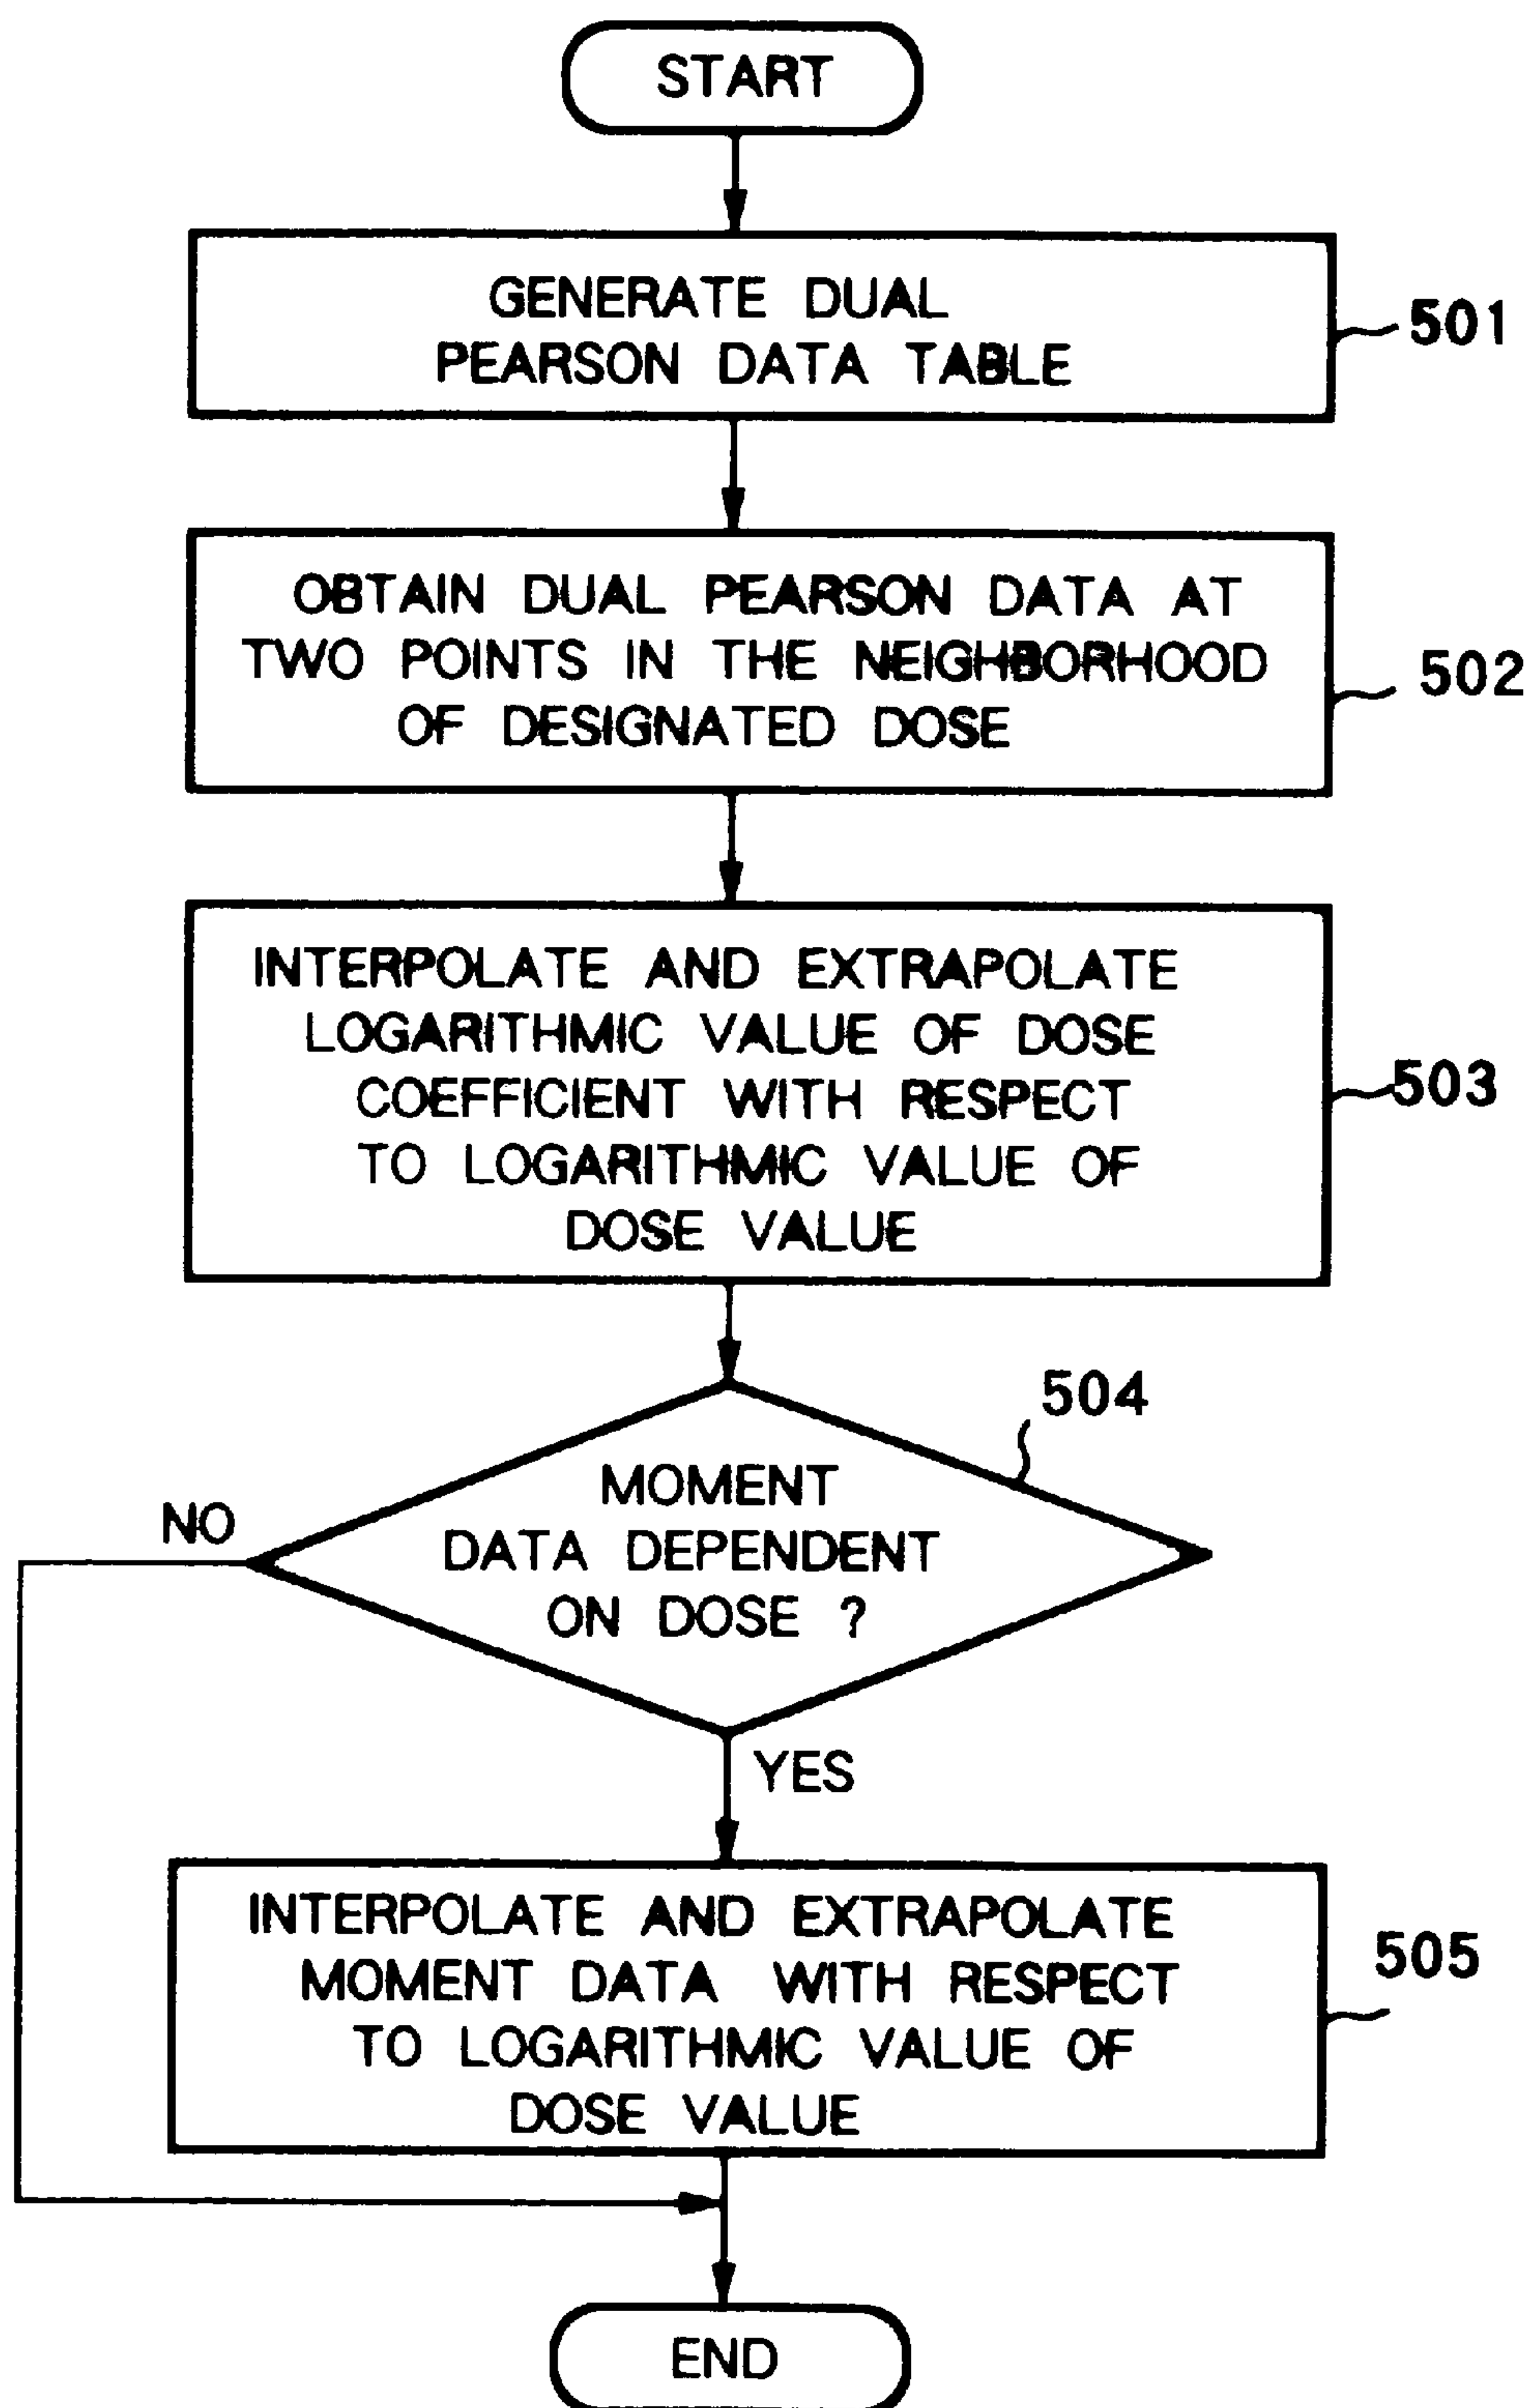 START
GENERATE DUAL
PEARSON DATA TABLE
501
OBTAIN DUAL PEARSON DATA AT
TWO POINTS IN THE NEIGHBORHOOD
OF DESIGNATED DOSE
502
INTERPOLATE AND EXTRAPOLATE
LOGARITHMIC VALUE OF DOSE
COEFFICIENT WITH RESPECT
TO LOGARITHMIC VALUE OF
DOSE VALUE
503
504
MOMENT
DATA DEPENDENT
ON DOSE ?
NO
YES
INTERPOLATE AND EXTRAPOLATE
MOMENT DATA WITH RESPECT
TO LOGARITHMIC VALUE OF
DOSE VALUE
505
END